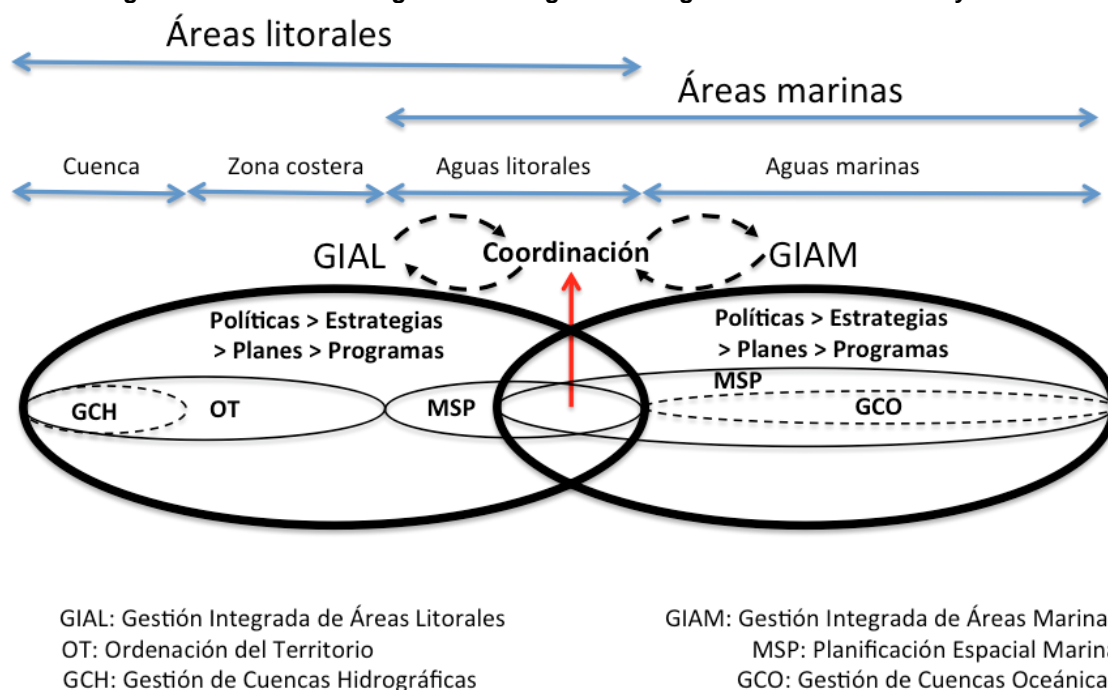 Áreas litorales
Áreas marinas
Cuenca
Zona costera
Aguas litorales
Aguas marinas
GIAL
Coordinación
GIAM
Políticas > Estrategias
> Planes > Programas
Políticas > Estrategias
> Planes > Programas
GCH
OT
MSP
MSP
GCO
GIAL: Gestión Integrada de Áreas Litorales
OT: Ordenación del Territorio
GCH: Gestión de Cuencas Hidrográficas
GIAM: Gestión Integrada de Áreas Marina
MSP: Planificación Espacial Marina
GCO: Gestión de Cuencas Oceánica